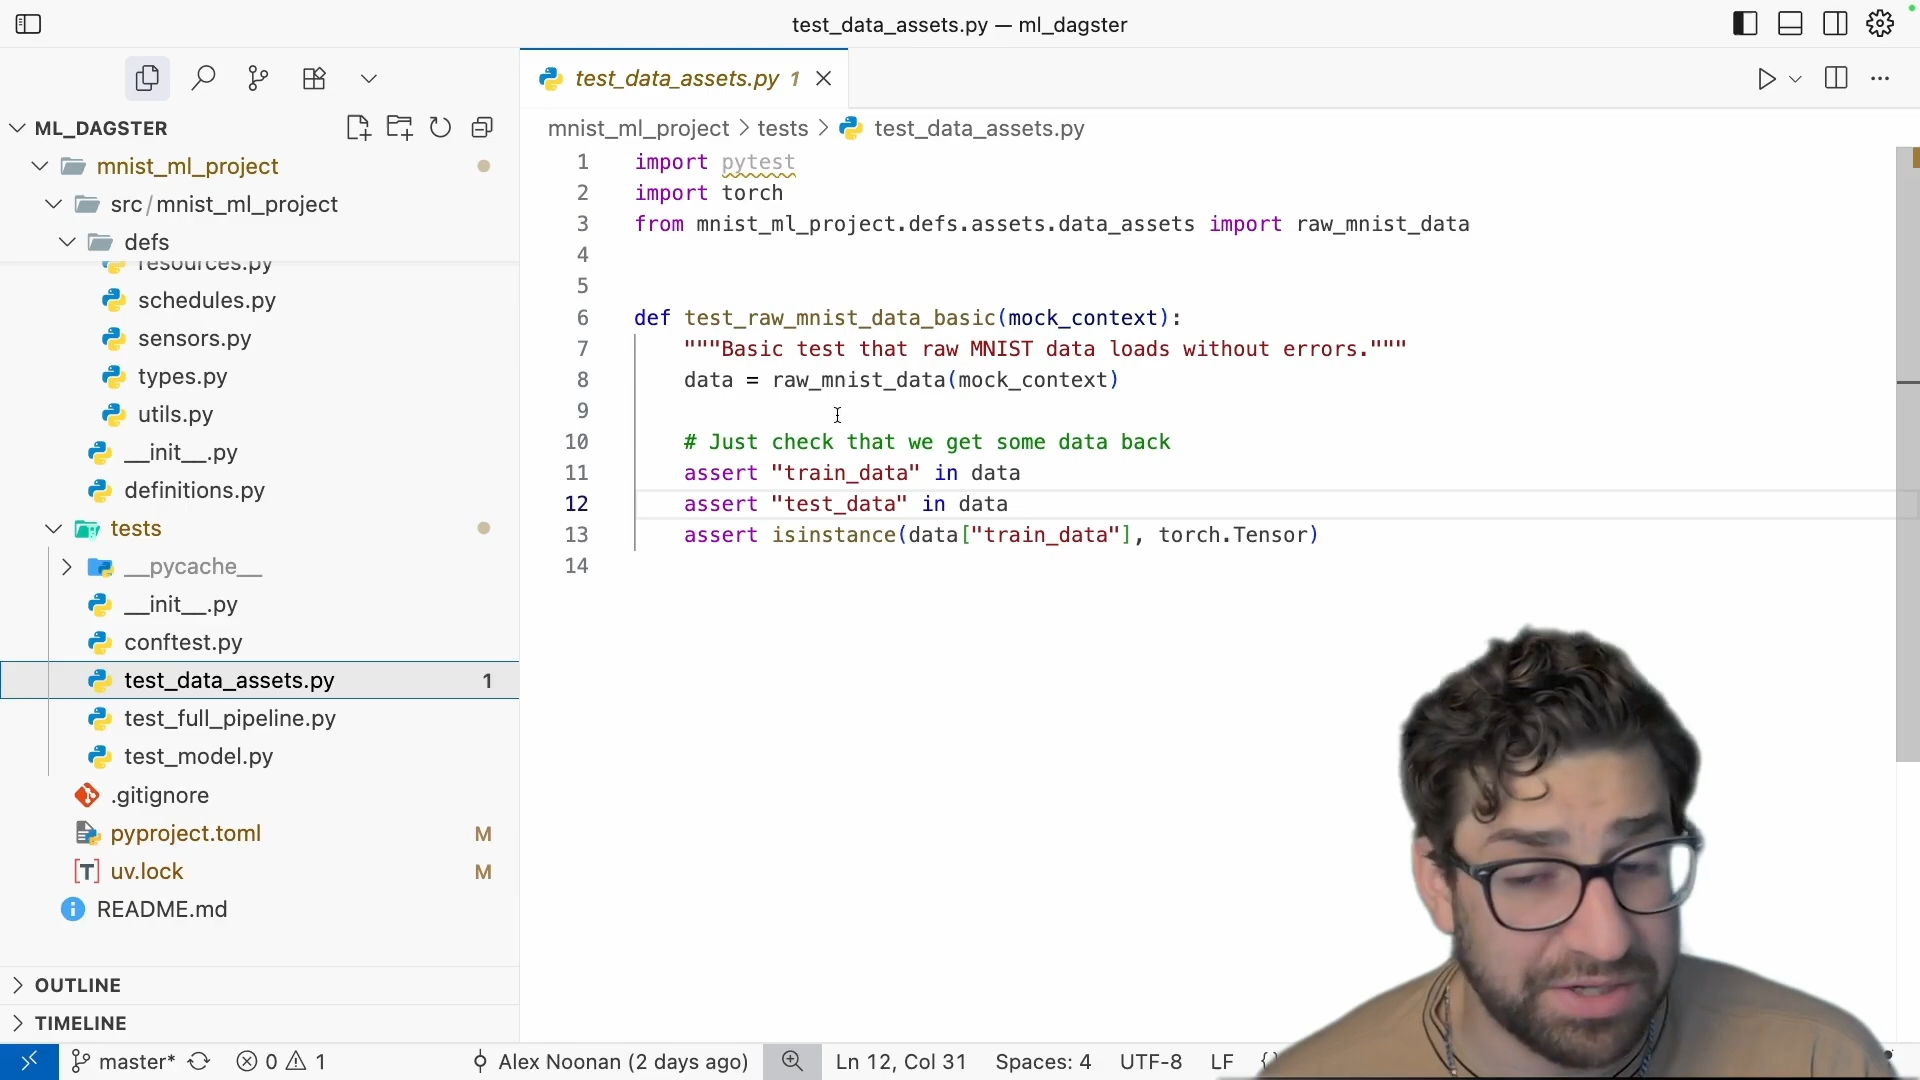 test_data_assets.py — ml_dagster
test_data_assets.py 1
ML_DAGSTER
mnist_ml_project
src/mnist_ml_project
defs
resources.py
schedules.py
sensors.py
types.py
utils.py
__init__.py
definitions.py
tests
__pycache__
__init__.py
conftest.py
test_data_assets.py 1
test_full_pipeline.py
test_model.py
.gitignore
pyproject.toml M
uv.lock M
README.md
OUTLINE
TIMELINE
mnist_ml_project > tests > test_data_assets.py
1 import pytest
2 import torch
3 from mnist_ml_project.defs.assets.data_assets import raw_mnist_data
4
5
6 def test_raw_mnist_data_basic(mock_context):
7 """Basic test that raw MNIST data loads without errors."""
8 data = raw_mnist_data(mock_context)
9
10 # Just check that we get some data back
11 assert "train_data" in data
12 assert "test_data" in data
13 assert isinstance(data["train_data"], torch.Tensor)
14
master* 0 1 Alex Noonan (2 days ago) Ln 12, Col 31 Spaces: 4 UTF-8 LF {